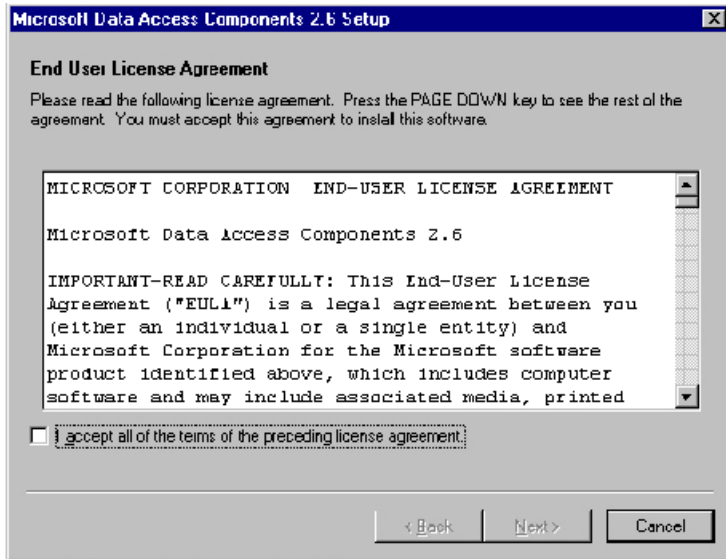 Microsoft Data Access Components 2.6 Setup
End User License Agreement
Please read the following license agreement. Press the PAGE DOWN key to see the rest of the
agreement. You must accept this agreement to install this software.
MICROSOFT CORPORATION END-USER LICENSE AGREEMENT
Microsoft Data Access Components 2.6
IMPORTANT-READ CAREFULLY: This End-User License
Agreement ("EULA") is a legal agreement between you
(either an individual or a single entity) and
Microsoft Corporation for the Microsoft software
product identified above, which includes computer
software and may include associated media, printed
I accept all of the terms of the preceding license agreement.
< Back Next > Cancel